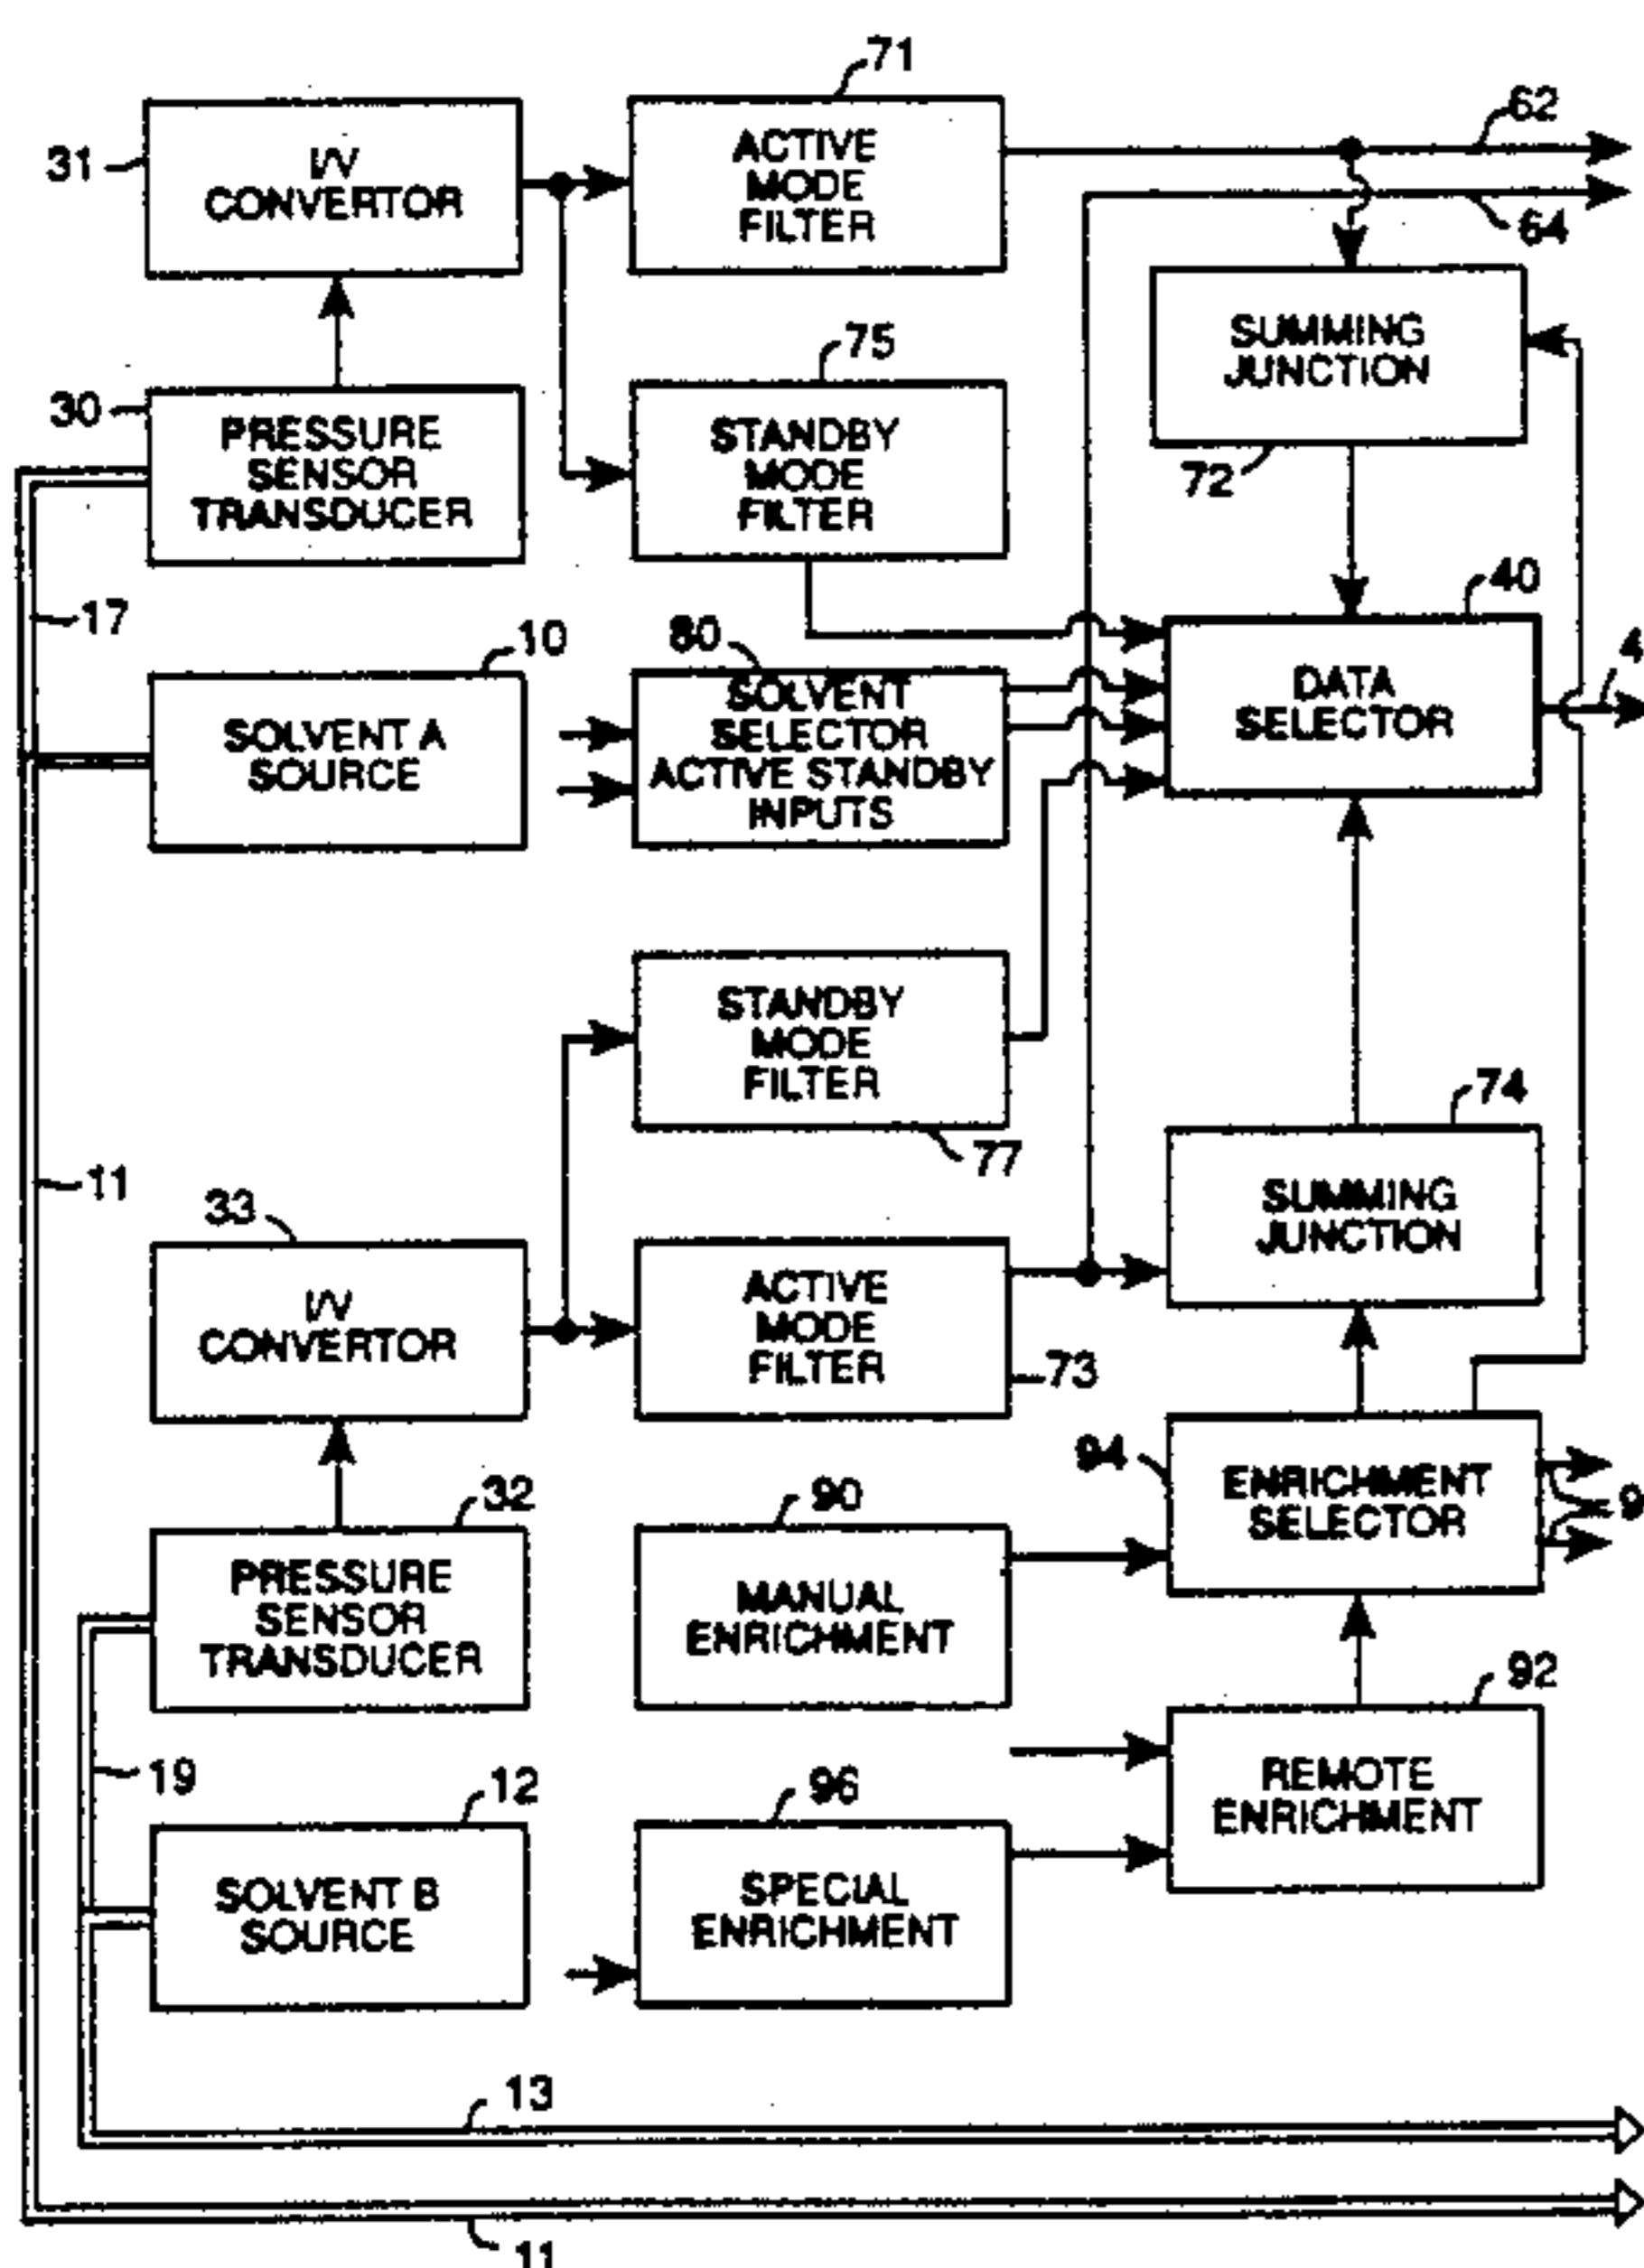 71
62
31
I/V
CONVERTOR
ACTIVE
MODE
FILTER
64
30
PRESSURE
SENSOR
TRANSDUCER
75
STANDBY
MODE
FILTER
SUMMING
JUNCTION
72
17
10
SOLVENT A
SOURCE
80
SOLVENT
SELECTOR
ACTIVE STANDBY
INPUTS
40
DATA
SELECTOR
4
STANDBY
MODE
FILTER
77
11
33
I/V
CONVERTOR
ACTIVE
MODE
FILTER
73
74
SUMMING
JUNCTION
32
PRESSURE
SENSOR
TRANSDUCER
90
MANUAL
ENRICHMENT
94
ENRICHMENT
SELECTOR
9
19
12
SOLVENT B
SOURCE
96
SPECIAL
ENRICHMENT
92
REMOTE
ENRICHMENT
13
11